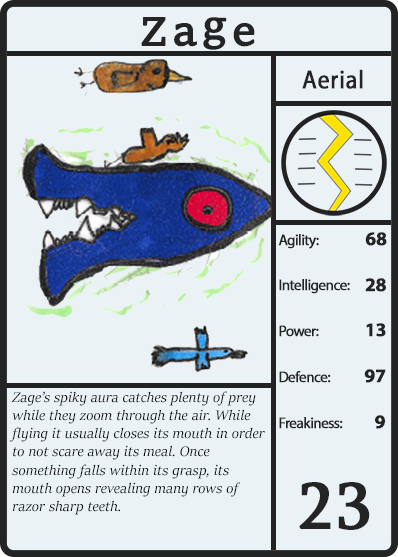 Zage
Aerial
Agility: 68
Intelligence: 28
Power: 13
Defence: 97
Freakiness: 9
23
Zage's spiky aura catches plenty of prey
while they zoom through the air. While
flying it usually closes its mouth in order
to not scare away its meal. Once
something falls within its grasp, its
mouth opens revealing many rows of
razor sharp teeth.